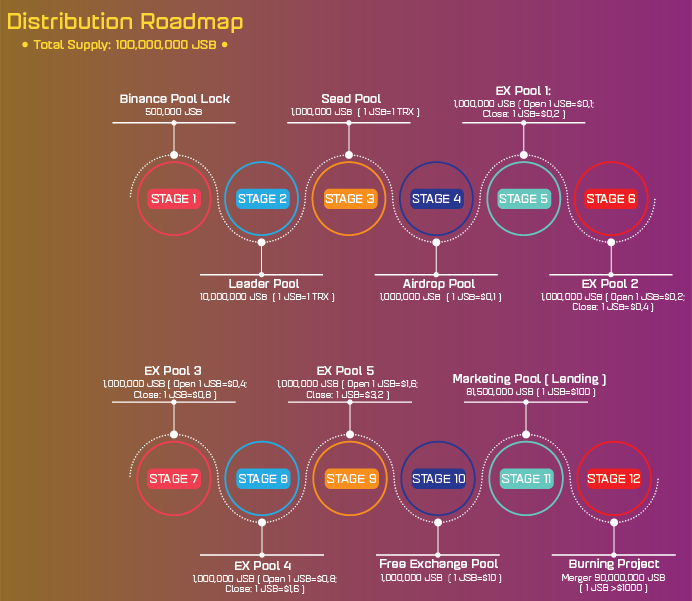 Distribution Roadmap
• Total Supply: 100,000,000 JSB •
Binance Pool Lock
500,000 JSB
Seed Pool
1,000,000 JSB ( 1 JSB=1 TRX )
EX Pool 1:
1,000,000 JSB ( Open 1 JSB=$0,1;
Close: 1 JSB=$0,2 )
STAGE 1
STAGE 2
STAGE 3
STAGE 4
STAGE 5
STAGE 6
Leader Pool
10,000,000 JSB ( 1 JSB=1 TRX )
Airdrop Pool
1,000,000 JSB ( 1 JSB=$0,1 )
EX Pool 2
1,000,000 JSB ( Open 1 JSB=$0,2;
Close: 1 JSB=$0,4 )
EX Pool 3
1,000,000 JSB ( Open 1 JSB=$0,4;
Close: 1 JSB=$0,8 )
EX Pool 5
1,000,000 JSB ( Open 1 JSB=$1,6;
Close: 1 JSB=$3,2 )
Marketing Pool ( Lending )
81,500,000 JSB ( 1 JSB=$100 )
STAGE 7
STAGE 8
STAGE 9
STAGE 10
STAGE 11
STAGE 12
EX Pool 4
1,000,000 JSB ( Open 1 JSB=$0,8;
Close: 1 JSB=$1,6 )
Free Exchange Pool
1,000,000 JSB ( 1 JSB=$10 )
Burning Project
Merger 90,000,000 JSB
( 1 JSB >$1000 )